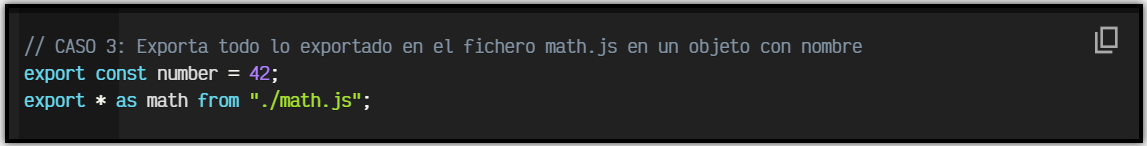 // CASO 3: Exporta todo lo exportado en el fichero math.js en un objeto con nombre
export const number = 42;
export * as math from "./math.js";